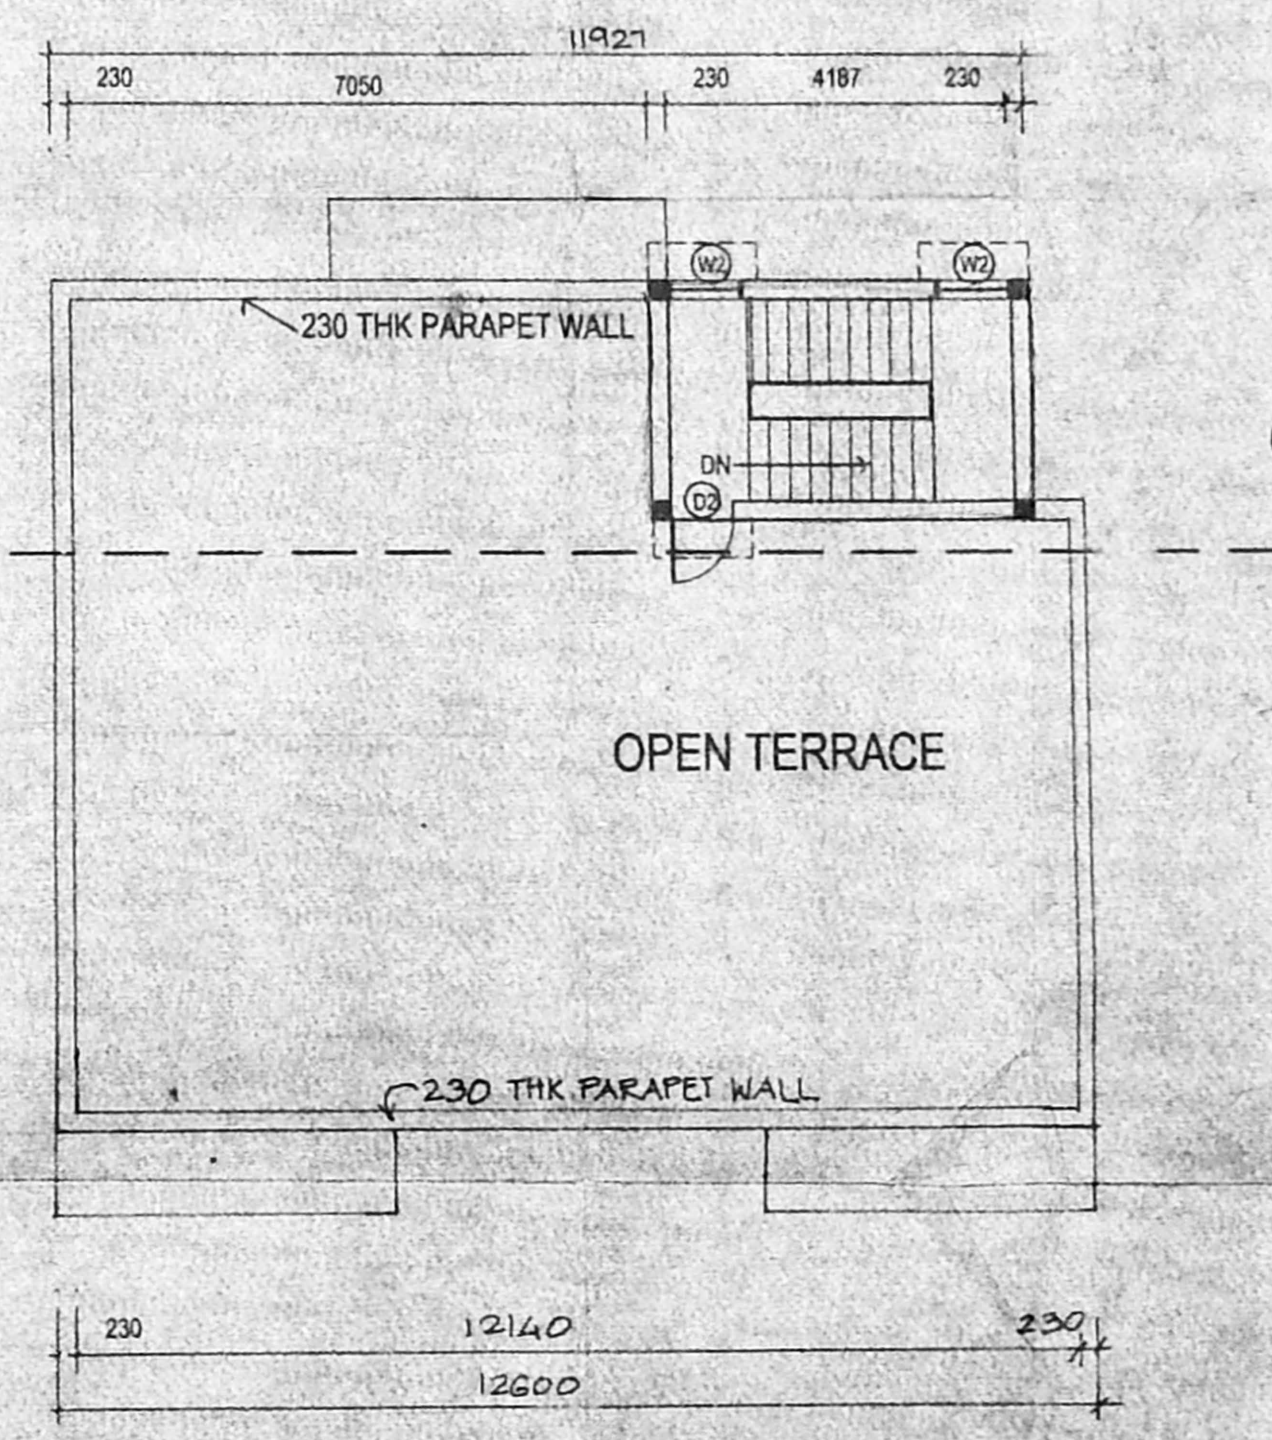 11927
230 7050 230 4187 230
W2 W2
230 THK PARAPET WALL
DN
D2
OPEN TERRACE
230 THK PARAPET WALL
230 12140 230
12600